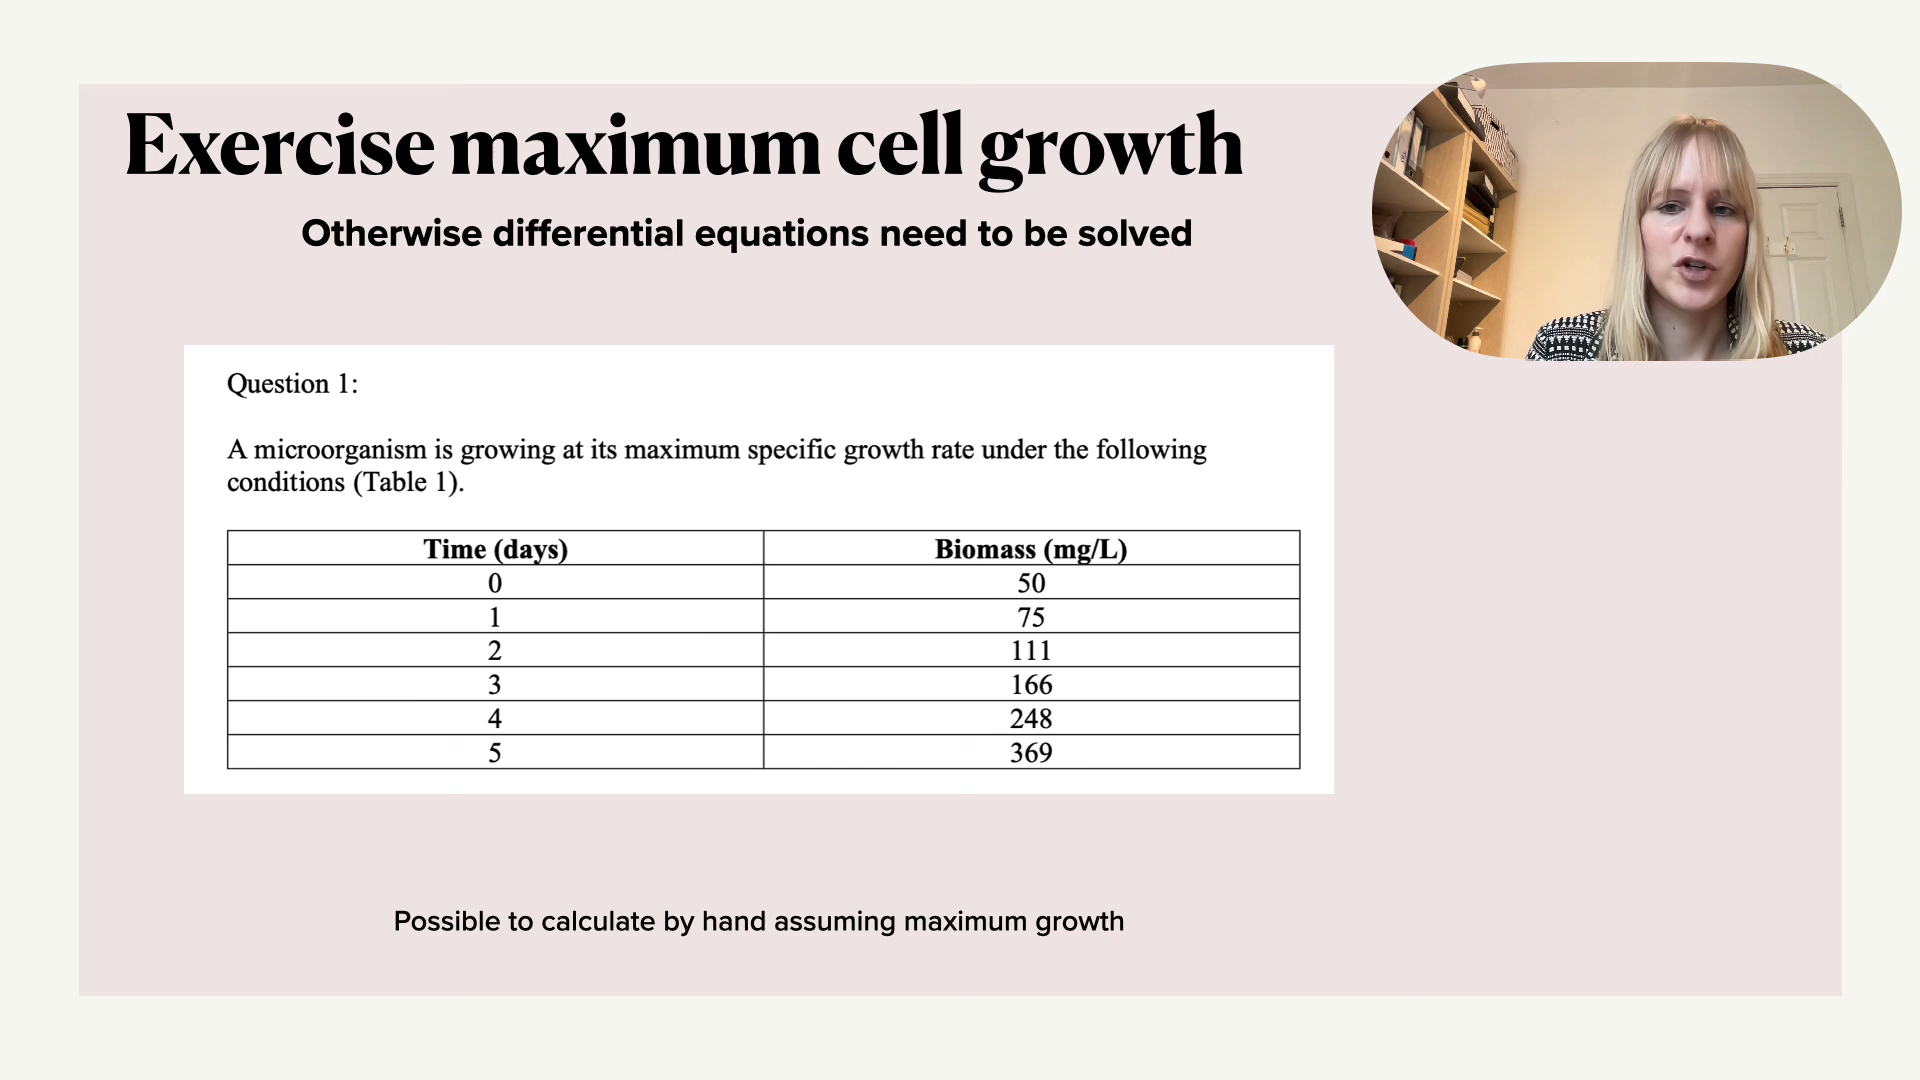 Exercise maximum cell growth
Otherwise differential equations need to be solved
Question 1:
A microorganism is growing at its maximum specific growth rate under the following
conditions (Table 1).
Time (days) Biomass (mg/L)
0 50
1 75
2 111
3 166
4 248
5 369
Possible to calculate by hand assuming maximum growth